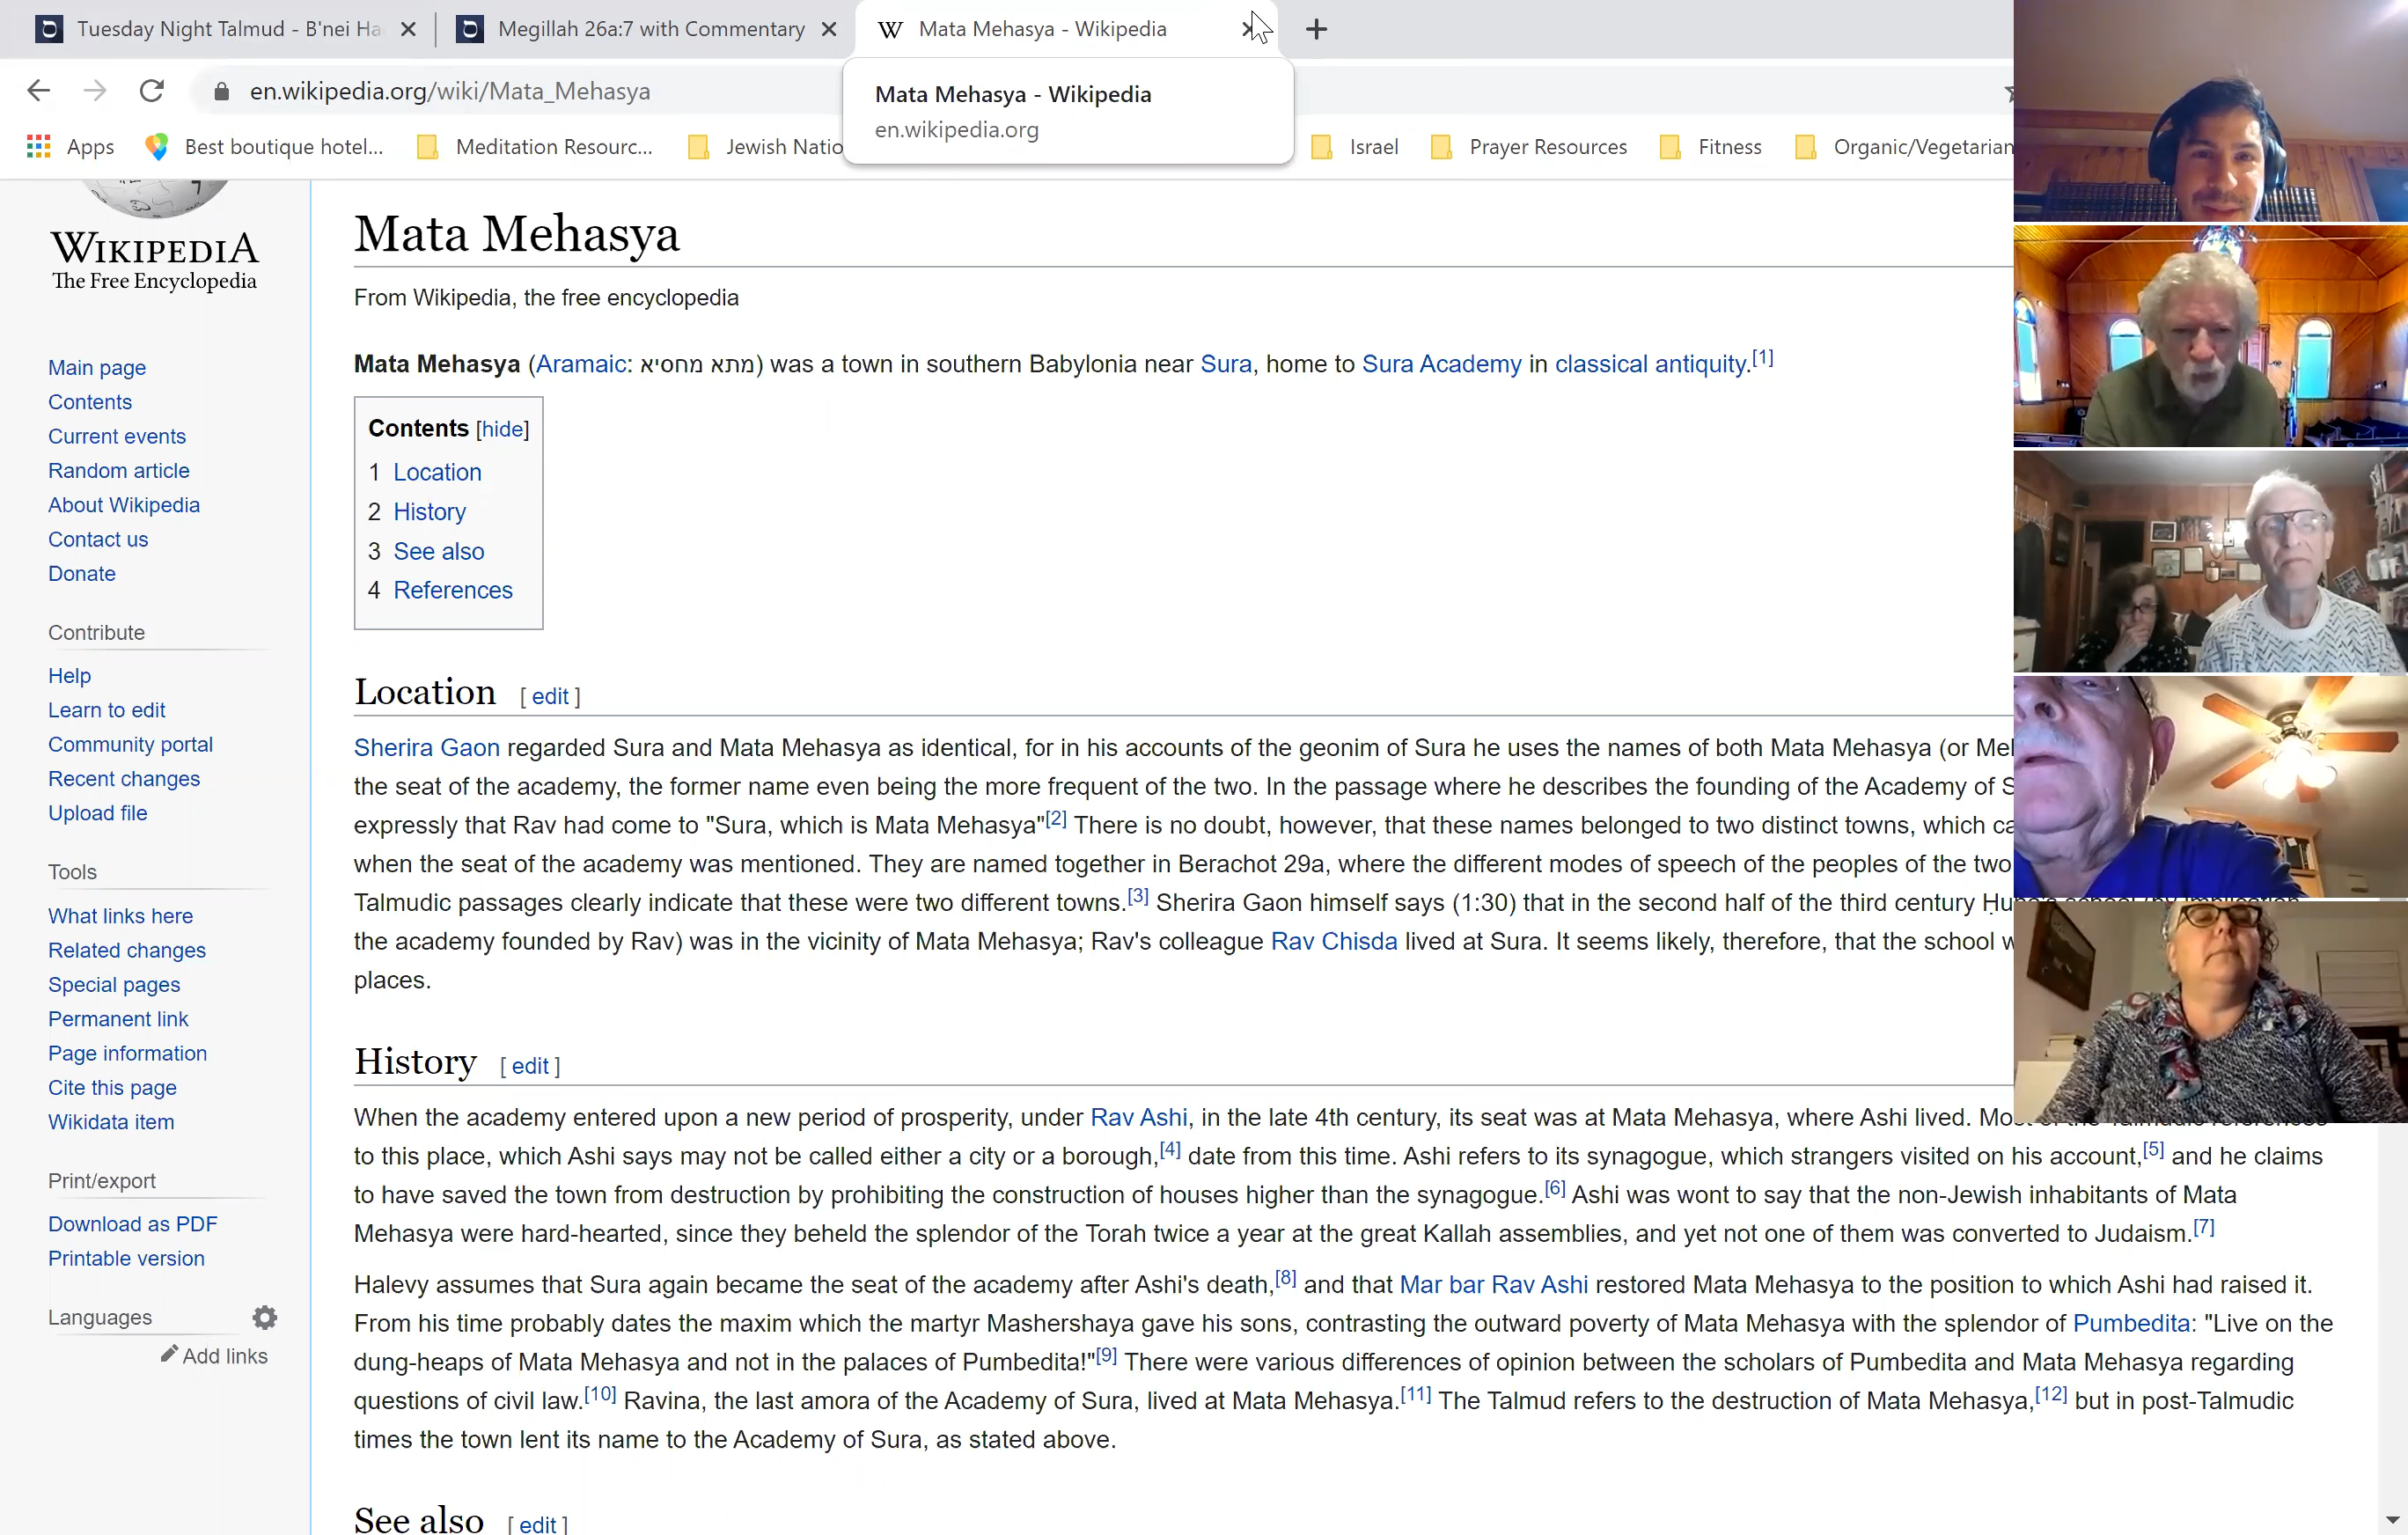 Tuesday Night Talmud - B'nei Ha
Megillah 26a:7 with Commentary
Mata Mehasya - Wikipedia
en.wikipedia.org/wiki/Mata_Mehasya
Mata Mehasya - Wikipedia
en.wikipedia.org
Apps
Best boutique hotel...
Meditation Resourc...
Jewish Natio
Israel
Prayer Resources
Fitness
Organic/Vegetarian
WIKIPEDIA
The Free Encyclopedia
Main page
Contents
Current events
Random article
About Wikipedia
Contact us
Donate
Contribute
Help
Learn to edit
Community portal
Recent changes
Upload file
Tools
What links here
Related changes
Special pages
Permanent link
Page information
Cite this page
Wikidata item
Print/export
Download as PDF
Printable version
Languages
Add links
Mata Mehasya
From Wikipedia, the free encyclopedia
Mata Mehasya (Aramaic: מתא מחסיא) was a town in southern Babylonia near Sura, home to Sura Academy in classical antiquity.[1]
Contents [hide]
1 Location
2 History
3 See also
4 References
Location [ edit ]
Sherira Gaon regarded Sura and Mata Mehasya as identical, for in his accounts of the geonim of Sura he uses the names of both Mata Mehasya (or Meh
the seat of the academy, the former name even being the more frequent of the two. In the passage where he describes the founding of the Academy of S
expressly that Rav had come to "Sura, which is Mata Mehasya"[2] There is no doubt, however, that these names belonged to two distinct towns, which ca
when the seat of the academy was mentioned. They are named together in Berachot 29a, where the different modes of speech of the peoples of the two
Talmudic passages clearly indicate that these were two different towns.[3] Sherira Gaon himself says (1:30) that in the second half of the third century Ḥuna's school (by implication,
the academy founded by Rav) was in the vicinity of Mata Mehasya; Rav's colleague Rav Chisda lived at Sura. It seems likely, therefore, that the school w
places.
History [ edit ]
When the academy entered upon a new period of prosperity, under Rav Ashi, in the late 4th century, its seat was at Mata Mehasya, where Ashi lived. Most of the Talmudic references
to this place, which Ashi says may not be called either a city or a borough,[4] date from this time. Ashi refers to its synagogue, which strangers visited on his account,[5] and he claims
to have saved the town from destruction by prohibiting the construction of houses higher than the synagogue.[6] Ashi was wont to say that the non-Jewish inhabitants of Mata
Mehasya were hard-hearted, since they beheld the splendor of the Torah twice a year at the great Kallah assemblies, and yet not one of them was converted to Judaism.[7]
Halevy assumes that Sura again became the seat of the academy after Ashi's death,[8] and that Mar bar Rav Ashi restored Mata Mehasya to the position to which Ashi had raised it.
From his time probably dates the maxim which the martyr Mashershaya gave his sons, contrasting the outward poverty of Mata Mehasya with the splendor of Pumbedita: "Live on the
dung-heaps of Mata Mehasya and not in the palaces of Pumbedita!"[9] There were various differences of opinion between the scholars of Pumbedita and Mata Mehasya regarding
questions of civil law.[10] Ravina, the last amora of the Academy of Sura, lived at Mata Mehasya.[11] The Talmud refers to the destruction of Mata Mehasya,[12] but in post-Talmudic
times the town lent its name to the Academy of Sura, as stated above.
See also [ edit ]